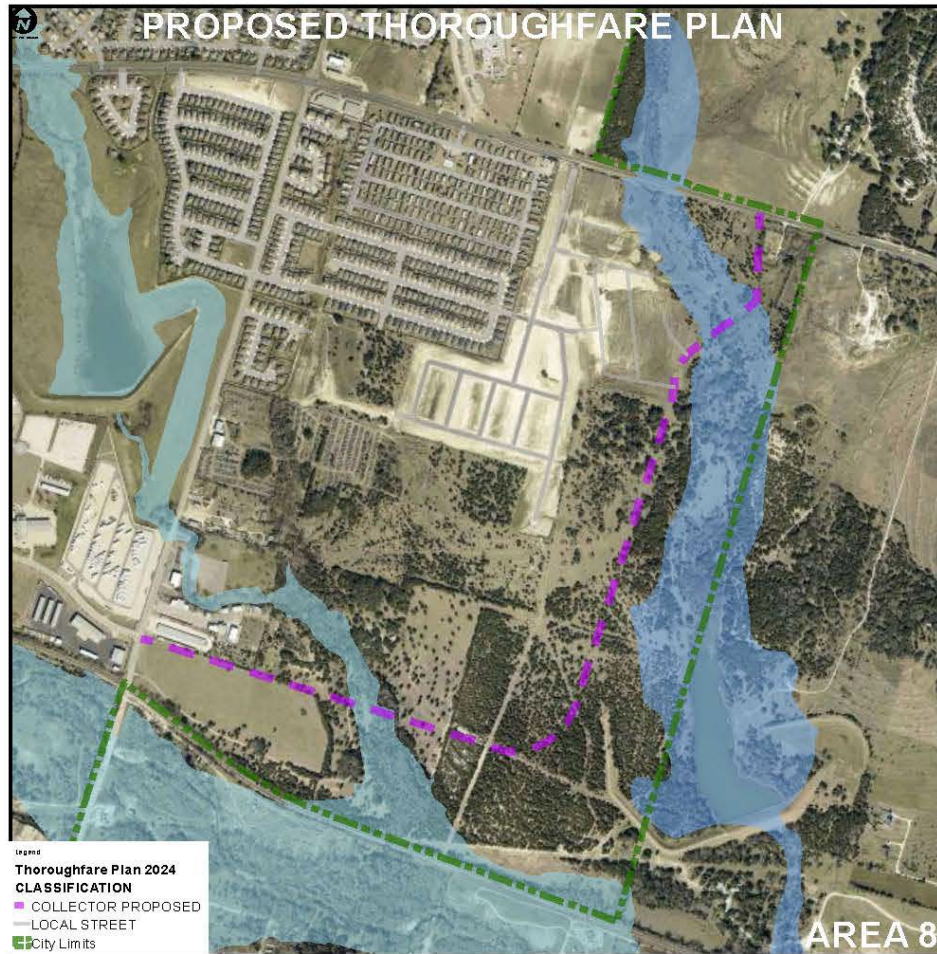 N
PROPOSED THOROUGHFARE PLAN
Legend
Thoroughfare Plan 2024
CLASSIFICATION
COLLECTOR PROPOSED
LOCAL STREET
City Limits
AREA 8